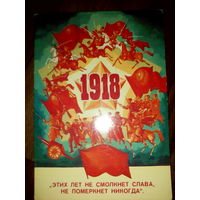 1918
„ЭТИХ ЛЕТ НЕ СМОЛКНЕТ СЛАВА,
НЕ ПОМЕРКНЕТ НИКОГДА".